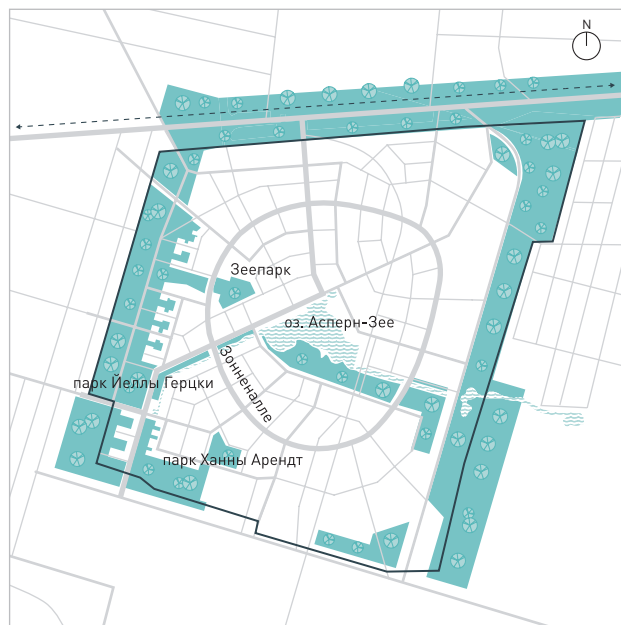 N
Зеепарк
оз. Асперн-Зее
Зонненалле
парк Йеллы Герцки
парк Ханны Арендт